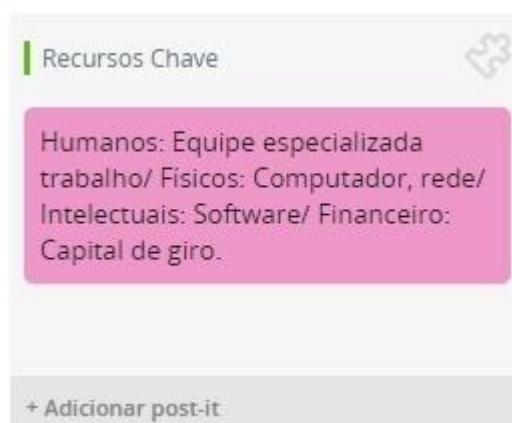 Recursos Chave
Humanos: Equipe especializada
trabalho/ Físicos: Computador, rede/
Intelectuais: Software/ Financeiro:
Capital de giro.
+ Adicionar post-it